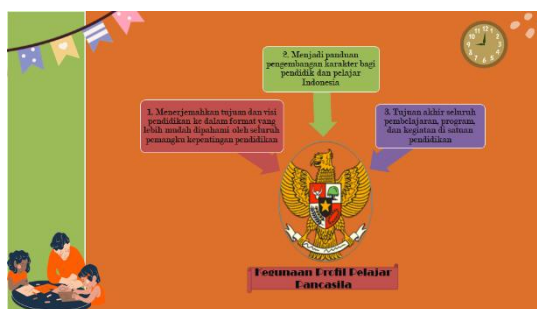 2. Menjadi panduan
pengembangan karakter bagi
pendidik dan pelajar
Indonesia
1. Menerjemahkan tujuan dan visi
pendidikan ke dalam format yang
lebih mudah dipahami oleh seluruh
pemangku kepentingan pendidikan
3. Tujuan akhir seluruh
pembelajaran, program,
dan kegiatan di satuan
pendidikan
Kegunaan Profil Pelajar
Pancasila